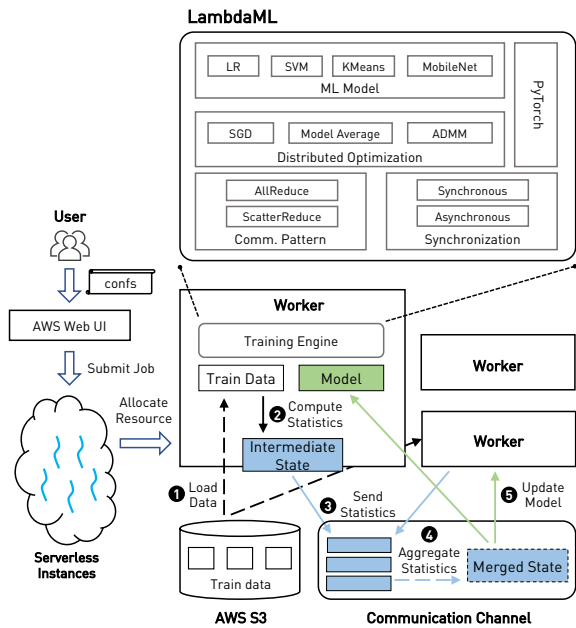 LambdaML
LR
SVM
KMeans
MobileNet
ML Model
PyTorch
SGD
Model Average
ADMM
Distributed Optimization
AllReduce
ScatterReduce
Comm. Pattern
Synchronous
Asynchronous
Synchronization
User
confs
AWS Web UI
Submit Job
Allocate
Resource
Serverless
Instances
Worker
Training Engine
Train Data
Model
2 Compute
Statistics
Intermediate
State
Worker
Worker
1 Load
Data
3 Send
Statistics
4
Aggregate
Statistics
5 Update
Model
Merged State
Train data
AWS S3
Communication Channel